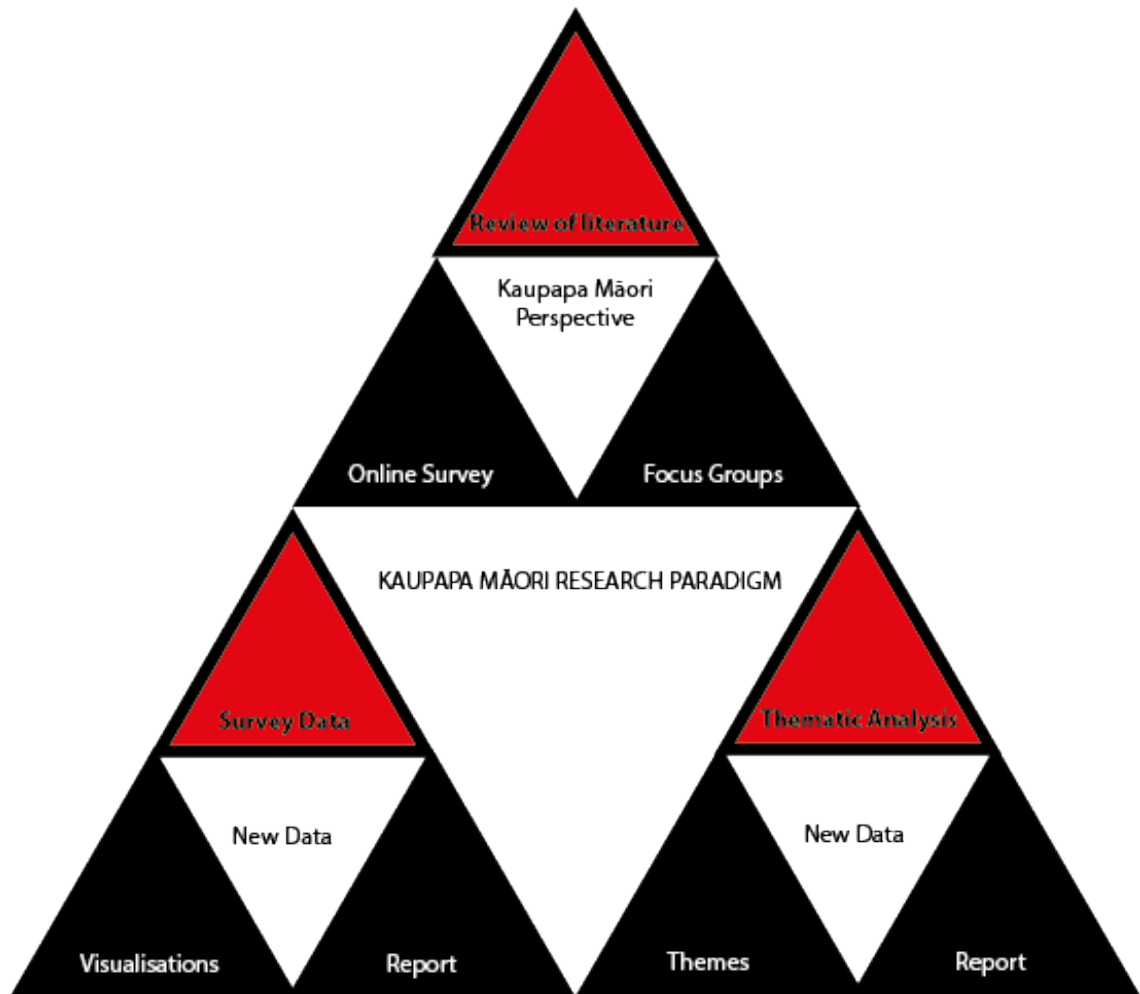 Review of literature
Kaupapa Māori
Perspective
Online Survey
Focus Groups
KAUPAPA MĀORI RESEARCH PARADIGM
Survey Data
Thematic Analysis
New Data
New Data
Visualisations
Report
Themes
Report